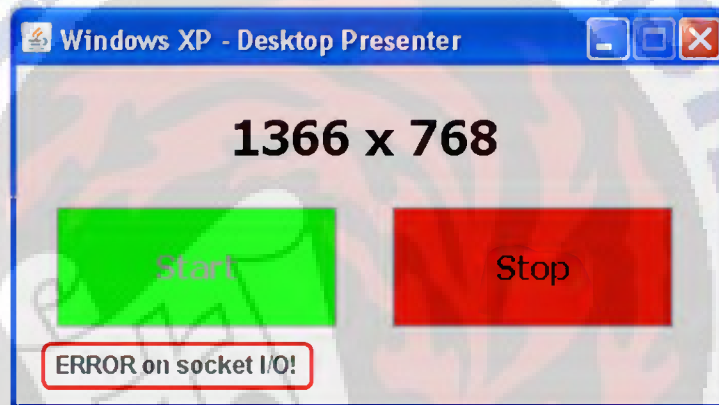 Windows XP - Desktop Presenter
1366 x 768
Start
Stop
ERROR on socket I/O!